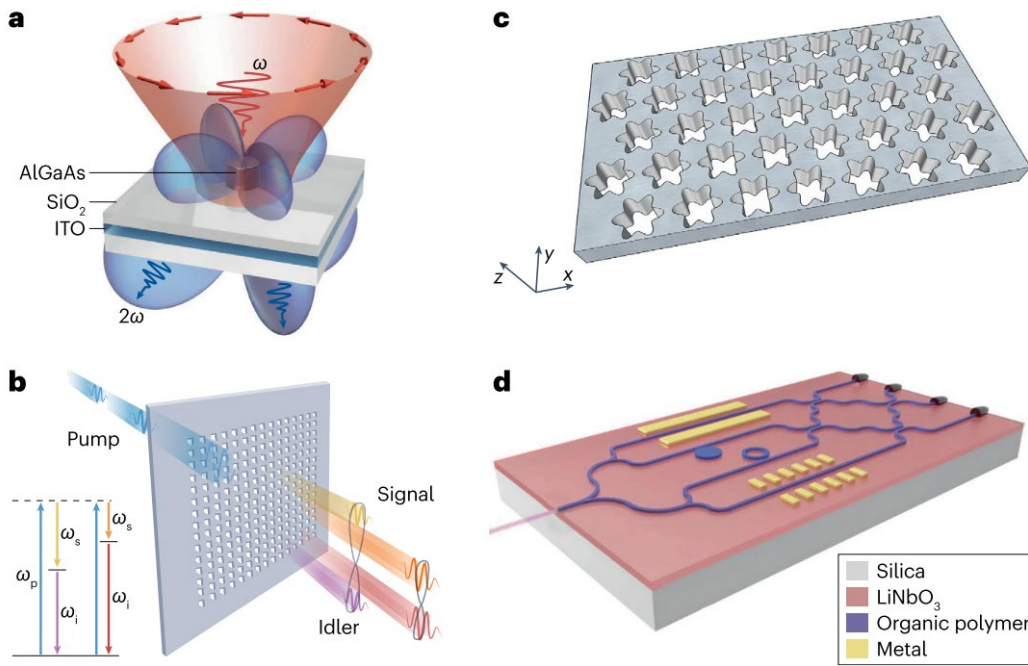 a
ω
AlGaAs
SiO₂
ITO
2ω
b
Pump
Signal
Idler
ωₚ
ωₛ
ωᵢ
ωₛ
ωᵢ
c
y
z
x
d
Silica
LiNbO₃
Organic polymer
Metal